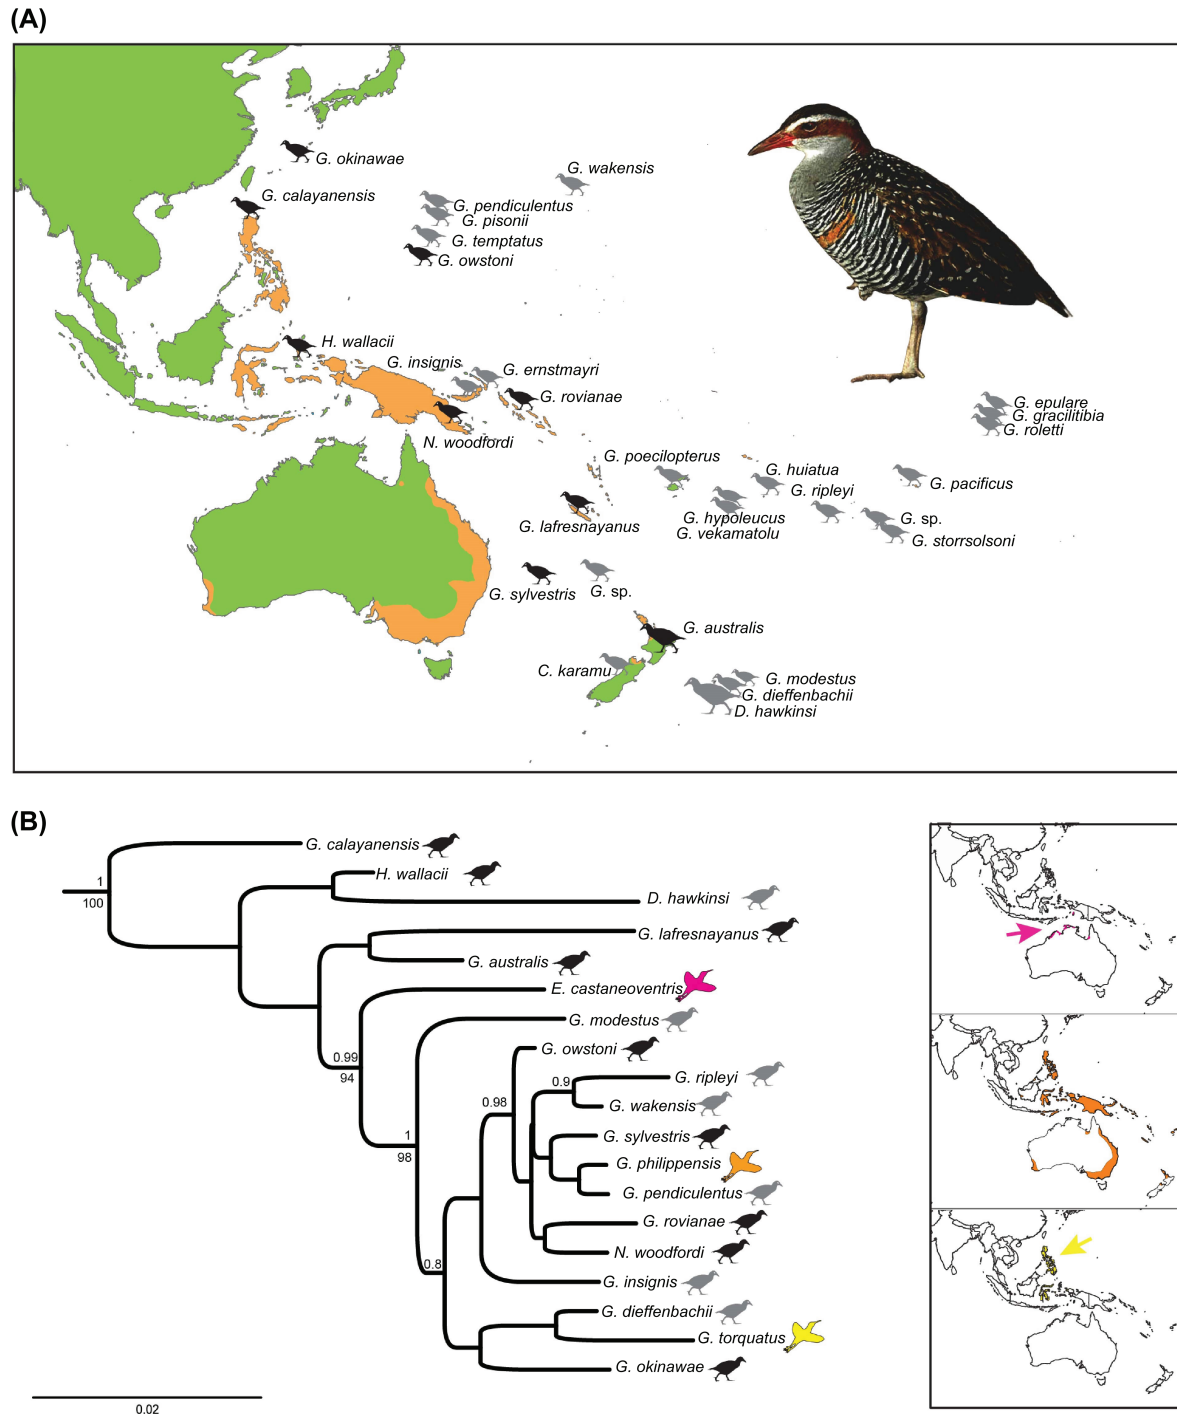 (A)
G. okinawae
G. wakensis
G. calayanensis
G. pendiculentus
G. pisonii
G. temptatus
G. owstoni
H. wallacii
G. insignis
G. ernstmayri
G. rovianae
N. woodfordi
G. epulare
G. gracilitibia
G. roletti
G. poecilopterus
G. huiatua
G. pacificus
G. ripleyi
G. lafresnayanus
G. hypoleucus
G. vekamatolu
G. sp.
G. storrsolsoni
G. sylvestris
G. sp.
G. australis
C. karamu
G. modestus
G. dieffenbachii
D. hawkinsi
(B)
G. calayanensis
1
100
H. wallacii
D. hawkinsi
G. lafresnayanus
G. australis
E. castaneoventris
G. modestus
0.99
94
G. owstoni
G. ripleyi
0.9
0.98
G. wakensis
1
98
G. sylvestris
G. philippensis
G. pendiculentus
G. rovianae
N. woodfordi
0.8
G. insignis
G. dieffenbachii
G. torquatus
G. okinawae
0.02